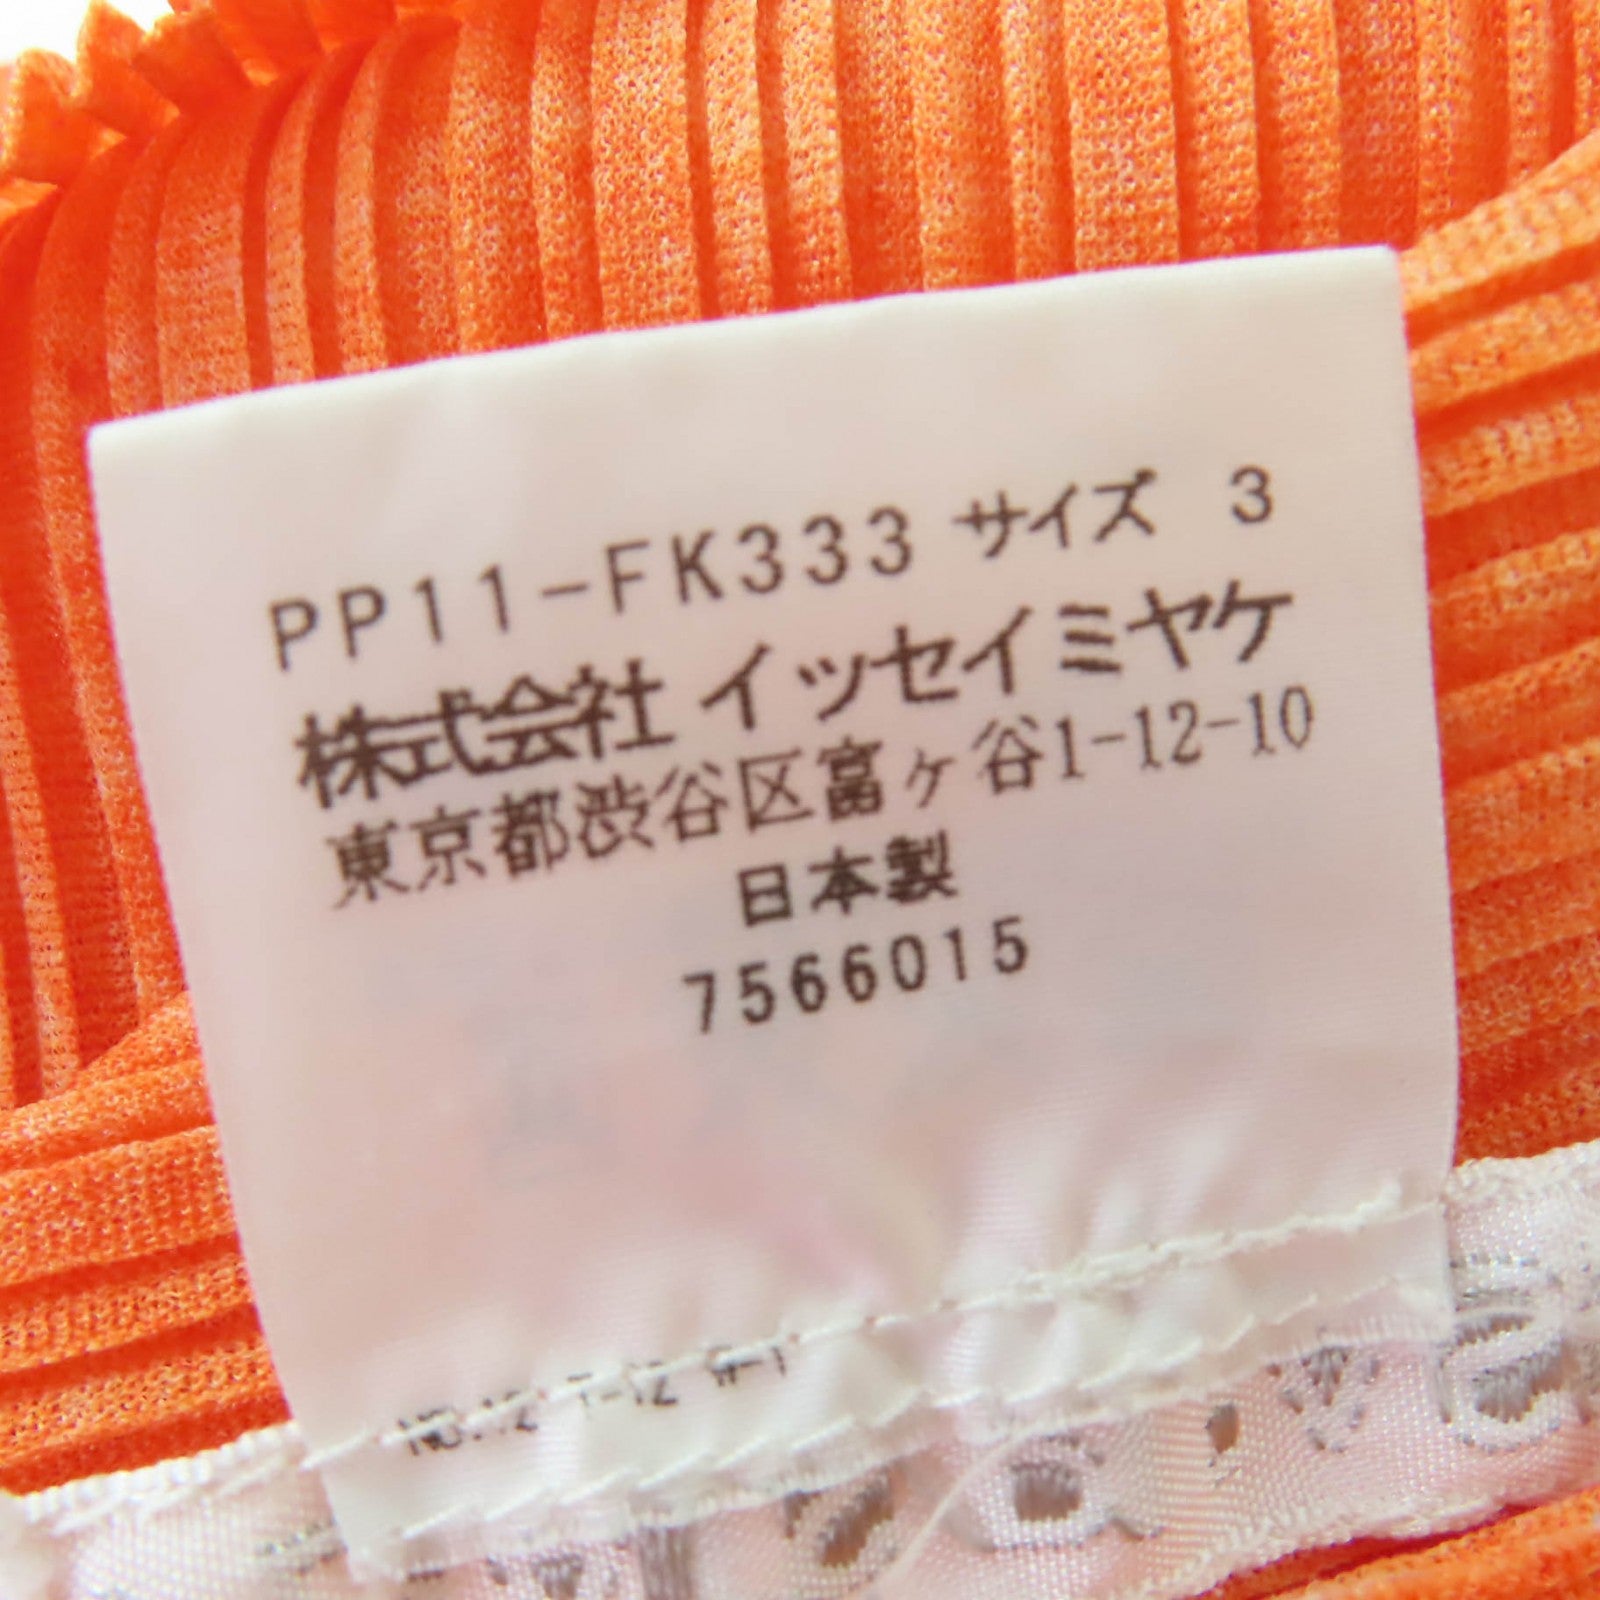 PP11-FK333 サイズ 3
株式会社 イッセイミヤケ
東京都渋谷区富ヶ谷1-12-10
日本製
7566015